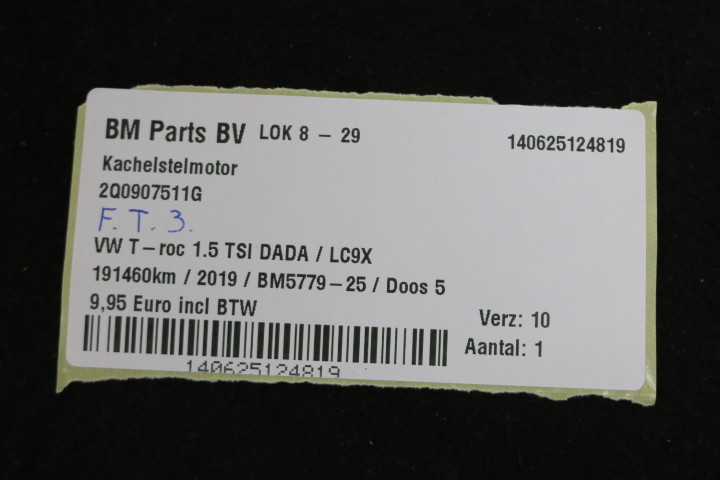 BM Parts BV LOK 8 – 29
140625124819
Kachelstelmotor
2Q0907511G
F. T. 3.
VW T–roc 1.5 TSI DADA / LC9X
191460km / 2019 / BM5779–25 / Doos 5
9,95 Euro incl BTW
Verz: 10
Aantal: 1
140625124819